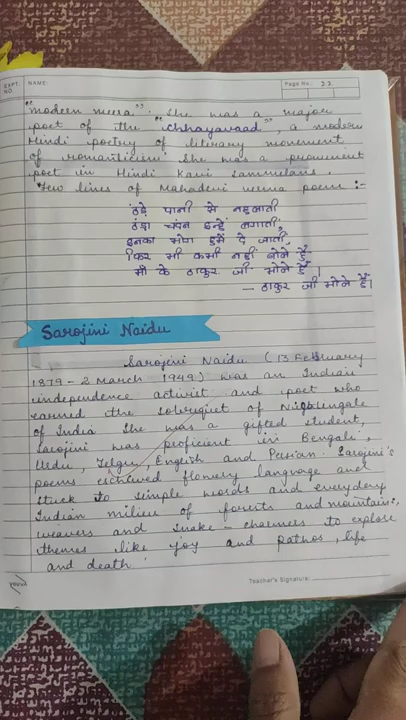 EXPT. NO.
NAME:
Page No. 22
"modern meera". She was a major
poet of the "chhayavaad", a modern
Hindi poetry of literary movement
of romanticism. She was a prominent
poet in Hindi Kavi sammelans.
Few lines of Mahadevi verma poem :-
ठंडे पानी से नहलाती
ठंडा चंदन इन्हें लगाती,
इनका भोग हमें दे जाती,
फिर भी कभी नहीं बोले हैं।
माँ के ठाकुर जी भोले हैं।
— ठाकुर जी भोले हैं।
Sarojini Naidu
Sarojini Naidu (13 February
1879 - 2 March 1949) was an Indian
independence activist and poet who
earned the sobriquet of Nightengale
of India. She was a gifted student,
Sarojini was proficient in Bengali,
Urdu, Telgu, English and Persian. Sarojini's
poems eschewed flowery language and
stuck to simple words and everyday
Indian milieu of forests and mountains,
weavers and snake-charmers to explore
themes like joy and pathos, life
and death.
Teacher's Signature: